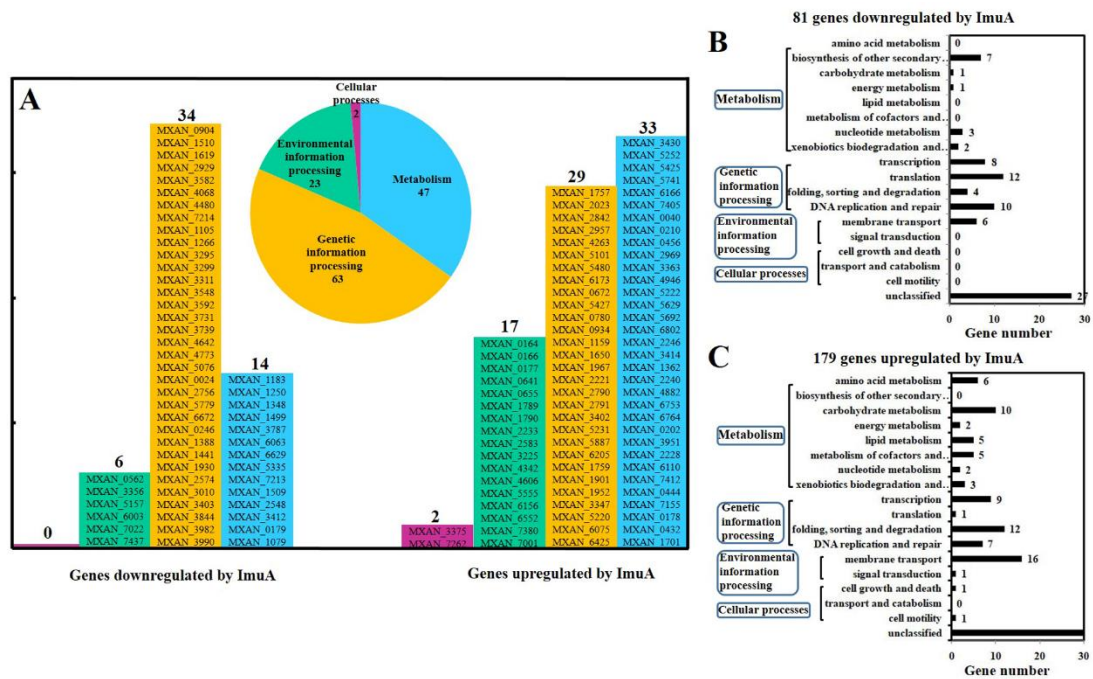 A
34
MXAN_0904
MXAN_1510
MXAN_1619
MXAN_2929
MXAN_3582
MXAN_4068
MXAN_4480
MXAN_7214
MXAN_1105
MXAN_1266
MXAN_3295
MXAN_3299
MXAN_3311
MXAN_3548
MXAN_3592
MXAN_3731
MXAN_3739
MXAN_4642
MXAN_4773
MXAN_5076
MXAN_0024
MXAN_2756
MXAN_5779
MXAN_6672
MXAN_0246
MXAN_1388
MXAN_1441
MXAN_1930
MXAN_2574
MXAN_3010
MXAN_3403
MXAN_3844
MXAN_3982
MXAN_3990
0
6
MXAN_0562
MXAN_3356
MXAN_5157
MXAN_6003
MXAN_7022
MXAN_7437
14
MXAN_1183
MXAN_1250
MXAN_1348
MXAN_1499
MXAN_3787
MXAN_6063
MXAN_6629
MXAN_5335
MXAN_7213
MXAN_1509
MXAN_2548
MXAN_3412
MXAN_0179
MXAN_1079
Genes downregulated by ImuA
Cellular
processes
2
Environmental
information
processing
23
Metabolism
47
Genetic
information
processing
63
2
MXAN_3375
MXAN_7262
17
MXAN_0164
MXAN_0166
MXAN_0177
MXAN_0641
MXAN_0655
MXAN_1789
MXAN_1790
MXAN_2233
MXAN_2583
MXAN_3225
MXAN_4342
MXAN_4606
MXAN_5555
MXAN_6156
MXAN_6552
MXAN_7380
MXAN_7001
29
MXAN_1757
MXAN_2023
MXAN_2842
MXAN_2957
MXAN_4263
MXAN_5101
MXAN_5480
MXAN_6173
MXAN_0672
MXAN_5427
MXAN_0780
MXAN_0934
MXAN_1159
MXAN_1650
MXAN_1967
MXAN_2221
MXAN_2790
MXAN_2791
MXAN_3402
MXAN_5231
MXAN_5887
MXAN_6205
MXAN_1759
MXAN_1901
MXAN_1952
MXAN_3347
MXAN_5220
MXAN_6075
MXAN_6425
33
MXAN_3430
MXAN_5252
MXAN_5425
MXAN_5741
MXAN_6166
MXAN_7405
MXAN_0040
MXAN_0210
MXAN_0456
MXAN_2969
MXAN_3363
MXAN_4946
MXAN_5222
MXAN_5629
MXAN_5692
MXAN_6802
MXAN_2246
MXAN_3414
MXAN_1362
MXAN_2240
MXAN_4882
MXAN_6753
MXAN_6764
MXAN_0202
MXAN_3951
MXAN_2228
MXAN_6110
MXAN_7412
MXAN_0444
MXAN_7155
MXAN_0178
MXAN_0432
MXAN_1701
Genes upregulated by ImuA
81 genes downregulated by ImuA
B
amino acid metabolism 0
biosynthesis of other secondary.. 7
carbohydrate metabolism 1
energy metabolism 1
Metabolism
lipid metabolism 0
metabolism of cofactors and.. 0
nucleotide metabolism 3
xenobiotics biodegradation and.. 2
Genetic
information
processing
transcription 8
translation 12
folding, sorting and degradation 4
DNA replication and repair 10
Environmental
information
processing
membrane transport 6
signal transduction 0
Cellular processes
cell growth and death 0
transport and catabolism 0
cell motility 0
unclassified 27
0 10 20 30
Gene number
C
179 genes upregulated by ImuA
amino acid metabolism 6
biosynthesis of other secondary.. 0
carbohydrate metabolism 10
energy metabolism 2
Metabolism
lipid metabolism 5
metabolism of cofactors and.. 5
nucleotide metabolism 2
xenobiotics biodegradation and.. 3
Genetic
information
processing
transcription 9
translation 1
folding, sorting and degradation 12
DNA replication and repair 7
Environmental
information
processing
membrane transport 16
signal transduction 1
Cellular processes
cell growth and death 1
transport and catabolism 0
cell motility 1
unclassified
0 10 20 30
Gene number